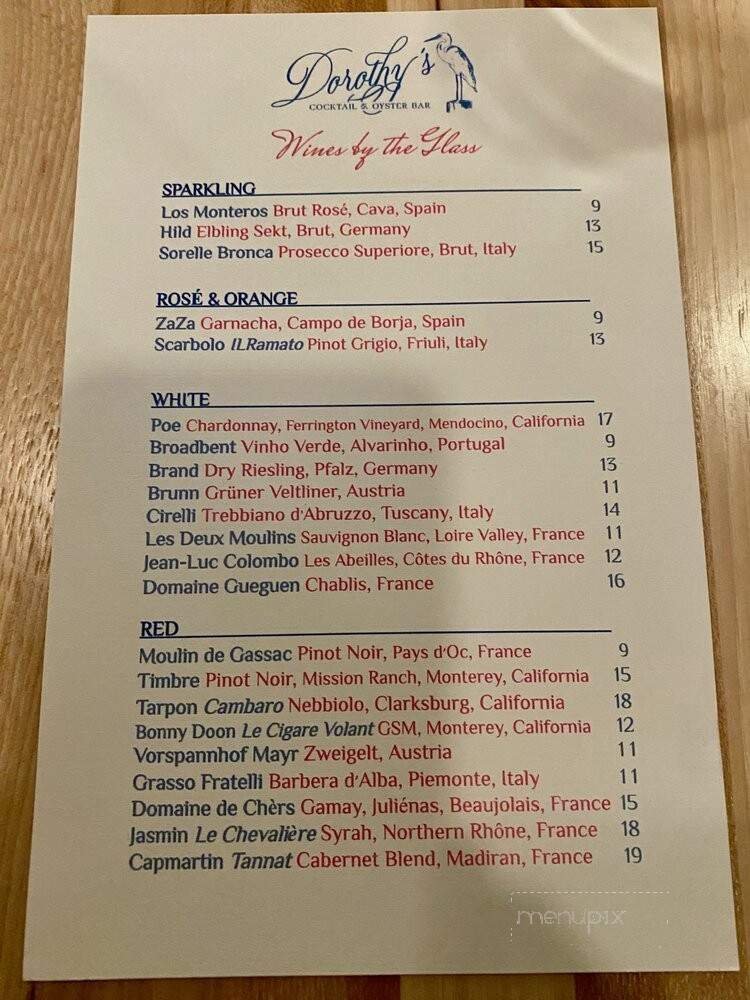 Dorothy's
COCKTAIL & OYSTER BAR
Wines by the Glass
SPARKLING
Los Monteros Brut Rosé, Cava, Spain 9
Hild Elbling Sekt, Brut, Germany 13
Sorelle Bronca Prosecco Superiore, Brut, Italy 15
ROSÉ & ORANGE
ZaZa Garnacha, Campo de Borja, Spain 9
Scarbolo ILRamato Pinot Grigio, Friuli, Italy 13
WHITE
Poe Chardonnay, Ferrington Vineyard, Mendocino, California 17
Broadbent Vinho Verde, Alvarinho, Portugal 9
Brand Dry Riesling, Pfalz, Germany 13
Brunn Grüner Veltliner, Austria 11
Cirelli Trebbiano d'Abruzzo, Tuscany, Italy 14
Les Deux Moulins Sauvignon Blanc, Loire Valley, France 11
Jean-Luc Colombo Les Abeilles, Côtes du Rhône, France 12
Domaine Gueguen Chablis, France 16
RED
Moulin de Gassac Pinot Noir, Pays d'Oc, France 9
Timbre Pinot Noir, Mission Ranch, Monterey, California 15
Tarpon Cambaro Nebbiolo, Clarksburg, California 18
Bonny Doon Le Cigare Volant GSM, Monterey, California 12
Vorspannhof Mayr Zweigelt, Austria 11
Grasso Fratelli Barbera d'Alba, Piemonte, Italy 11
Domaine de Chèrs Gamay, Juliénas, Beaujolais, France 15
Jasmin Le Chevalière Syrah, Northern Rhône, France 18
Capmartin Tannat Cabernet Blend, Madiran, France 19
menupix